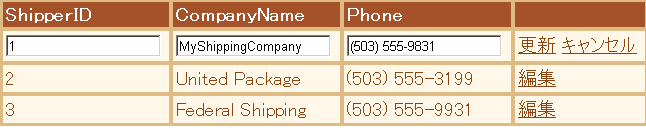 ShipperID CompanyName Phone
1 MyShippingCompany (503) 555-9831 更新 キャンセル
2 United Package (503) 555-3199 編集
3 Federal Shipping (503) 555-9931 編集